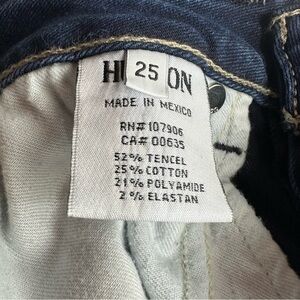 H 25 ON
MADE IN MEXICO
RN# 107906
CA# 00635
52% TENCEL
25% COTTON
21% POLYAMIDE
2% ELASTAN